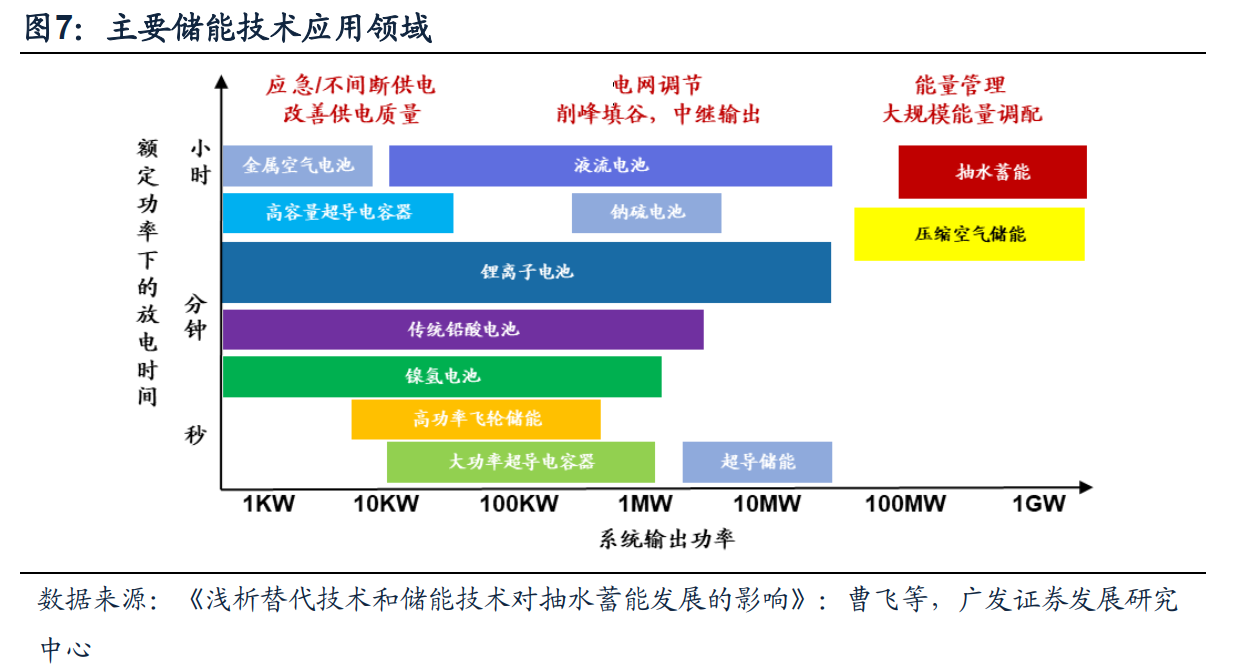 图7：主要储能技术应用领域
应急/不间断供电
改善供电质量
电网调节
削峰填谷，中继输出
能量管理
大规模能量调配
额定功率下的放电时间
小时
分钟
秒
金属空气电池
液流电池
抽水蓄能
高容量超导电容器
钠硫电池
压缩空气储能
锂离子电池
传统铅酸电池
镍氢电池
高功率飞轮储能
大功率超导电容器
超导储能
1KW 10KW 100KW 1MW 10MW 100MW 1GW
系统输出功率
数据来源：《浅析替代技术和储能技术对抽水蓄能发展的影响》：曹飞等，广发证券发展研究
中心